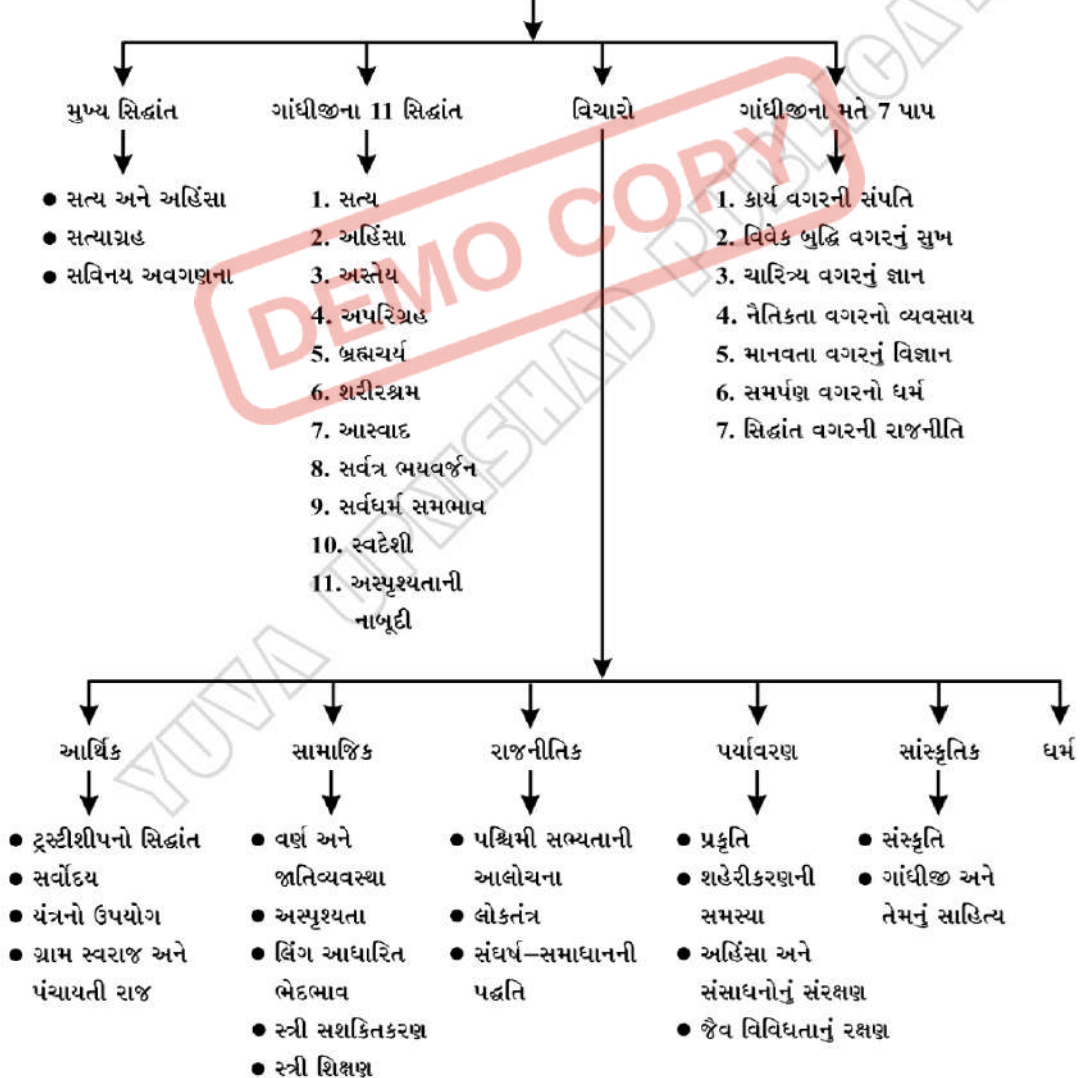 મુખ્ય સિદ્ધાંત
● સત્ય અને અહિંસા
● સત્યાગ્રહ
● સવિનય અવગણના
ગાંધીજીના 11 સિદ્ધાંત
1. સત્ય
2. અહિંસા
3. અસ્તેય
4. અપરિગ્રહ
5. બ્રહ્મચર્ય
6. શરીરશ્રમ
7. આસ્વાદ
8. સર્વત્ર ભયવર્જન
9. સર્વધર્મ સમભાવ
10. સ્વદેશી
11. અસ્પૃશ્યતાની
નાબૂદી
વિચારો
ગાંધીજીના મતે 7 પાપ
1. કાર્ય વગરની સંપતિ
2. વિવેક બુદ્ધિ વગરનું સુખ
3. ચારિત્ર્ય વગરનું જ્ઞાન
4. નૈતિકતા વગરનો વ્યવસાય
5. માનવતા વગરનું વિજ્ઞાન
6. સમર્પણ વગરનો ધર્મ
7. સિદ્ધાંત વગરની રાજનીતિ
આર્થિક
● ટ્રસ્ટીશીપનો સિદ્ધાંત
● સર્વોદય
● યંત્રનો ઉપયોગ
● ગ્રામ સ્વરાજ અને
પંચાયતી રાજ
સામાજિક
● વર્ણ અને
જાતિવ્યવસ્થા
● અસ્પૃશ્યતા
● લિંગ આધારિત
ભેદભાવ
● સ્ત્રી સશકિતકરણ
● સ્ત્રી શિક્ષણ
રાજનીતિક
● પશ્ચિમી સભ્યતાની
આલોચના
● લોકતંત્ર
● સંઘર્ષ–સમાધાનની
પદ્ધતિ
પર્યાવરણ
● પ્રકૃતિ
● શહેરીકરણની
સમસ્યા
● અહિંસા અને
સંસાધનોનું સંરક્ષણ
● જૈવ વિવિધતાનું રક્ષણ
સાંસ્કૃતિક
● સંસ્કૃતિ
● ગાંધીજી અને
તેમનું સાહિત્ય
ધર્મ
DEMO COPY
YUVA UPNISHAD